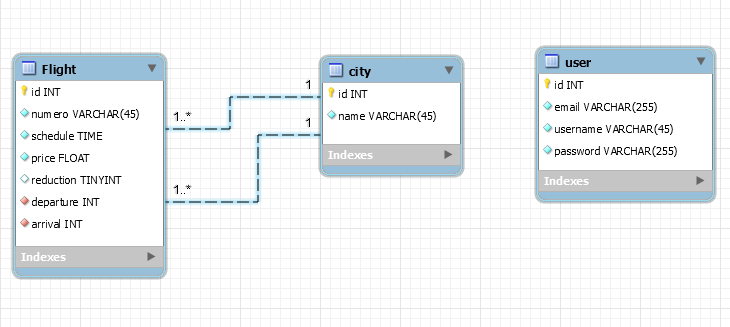 Flight
id INT
numero VARCHAR(45)
schedule TIME
price FLOAT
reduction TINYINT
departure INT
arrival INT
Indexes
1..*
1
1..*
1
city
id INT
name VARCHAR(45)
Indexes
user
id INT
email VARCHAR(255)
username VARCHAR(45)
password VARCHAR(255)
Indexes